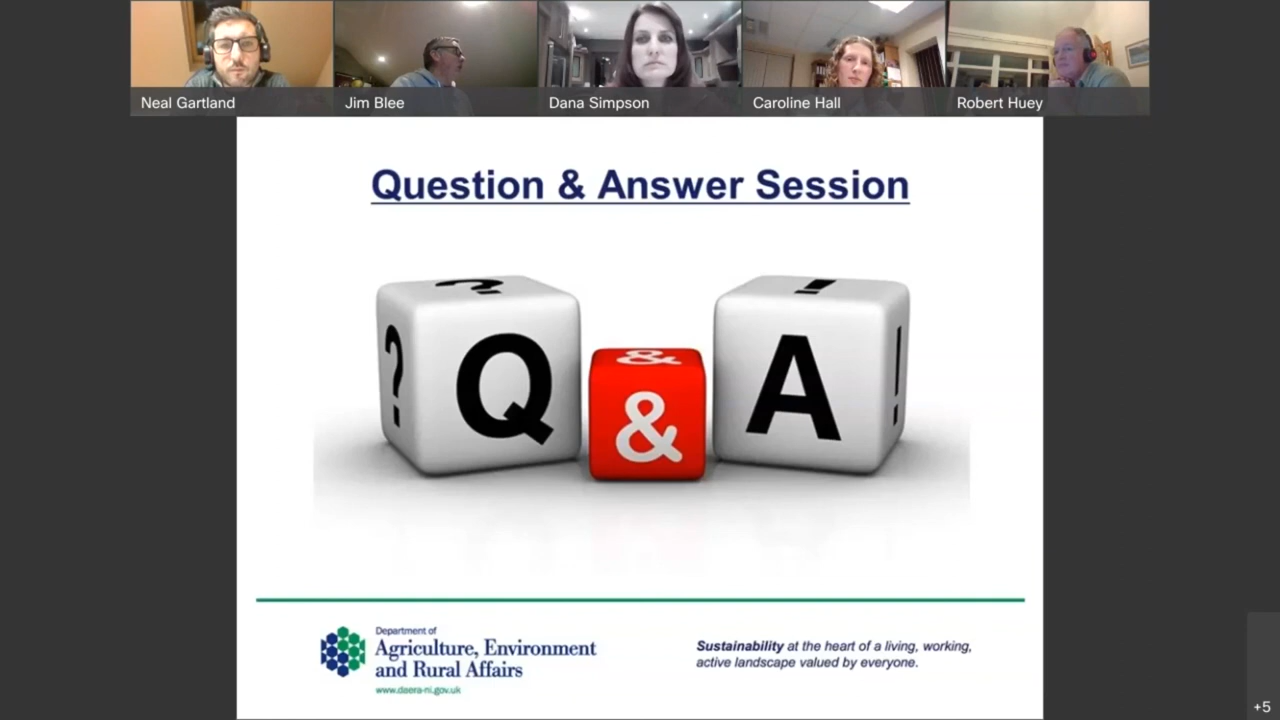 Neal Gartland
Jim Blee
Dana Simpson
Caroline Hall
Robert Huey
Question & Answer Session
? ! &
? Q & A !
Department of
Agriculture, Environment
and Rural Affairs
www.daera-ni.gov.uk
Sustainability at the heart of a living, working,
active landscape valued by everyone.
+5